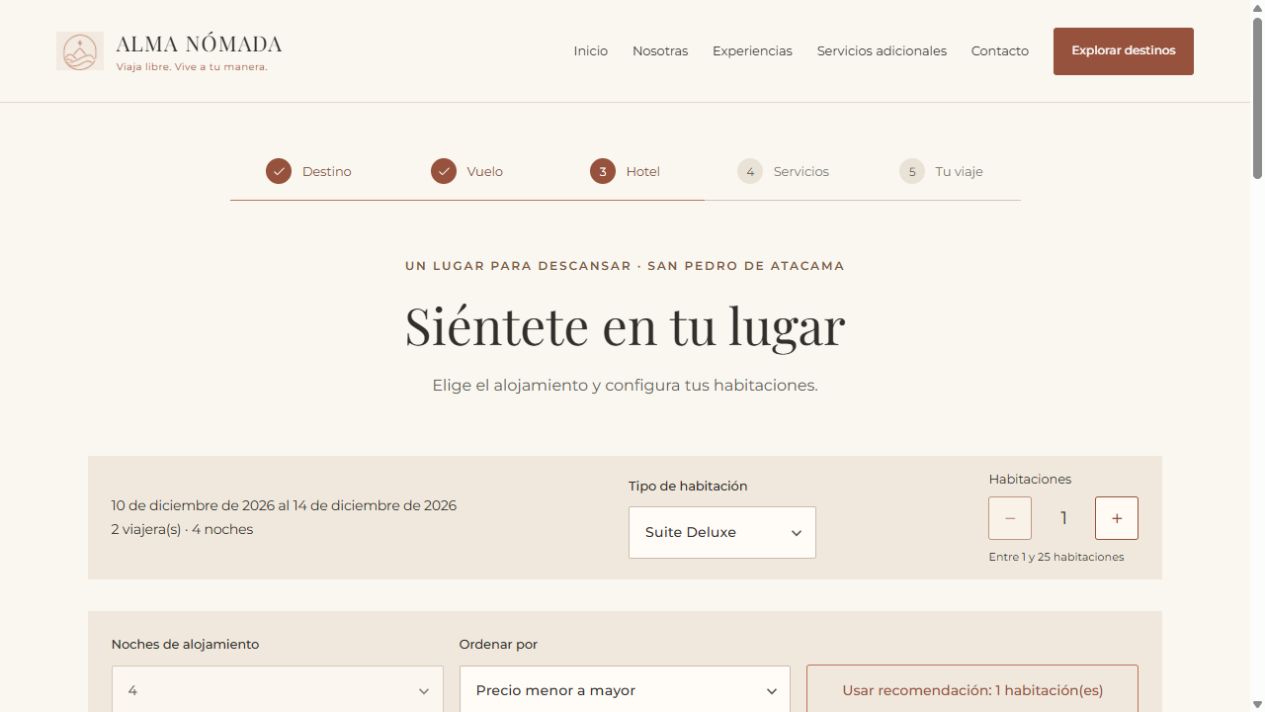 ALMA NÓMADA
Viaja libre. Vive a tu manera.
Inicio
Nosotras
Experiencias
Servicios adicionales
Contacto
Explorar destinos
Destino
Vuelo
3
Hotel
4
Servicios
5
Tu viaje
UN LUGAR PARA DESCANSAR · SAN PEDRO DE ATACAMA
Siéntete en tu lugar
Elige el alojamiento y configura tus habitaciones.
10 de diciembre de 2026 al 14 de diciembre de 2026
2 viajera(s) · 4 noches
Tipo de habitación
Suite Deluxe
Habitaciones
− 1 +
Entre 1 y 25 habitaciones
Noches de alojamiento
4
Ordenar por
Precio menor a mayor
Usar recomendación: 1 habitación(es)